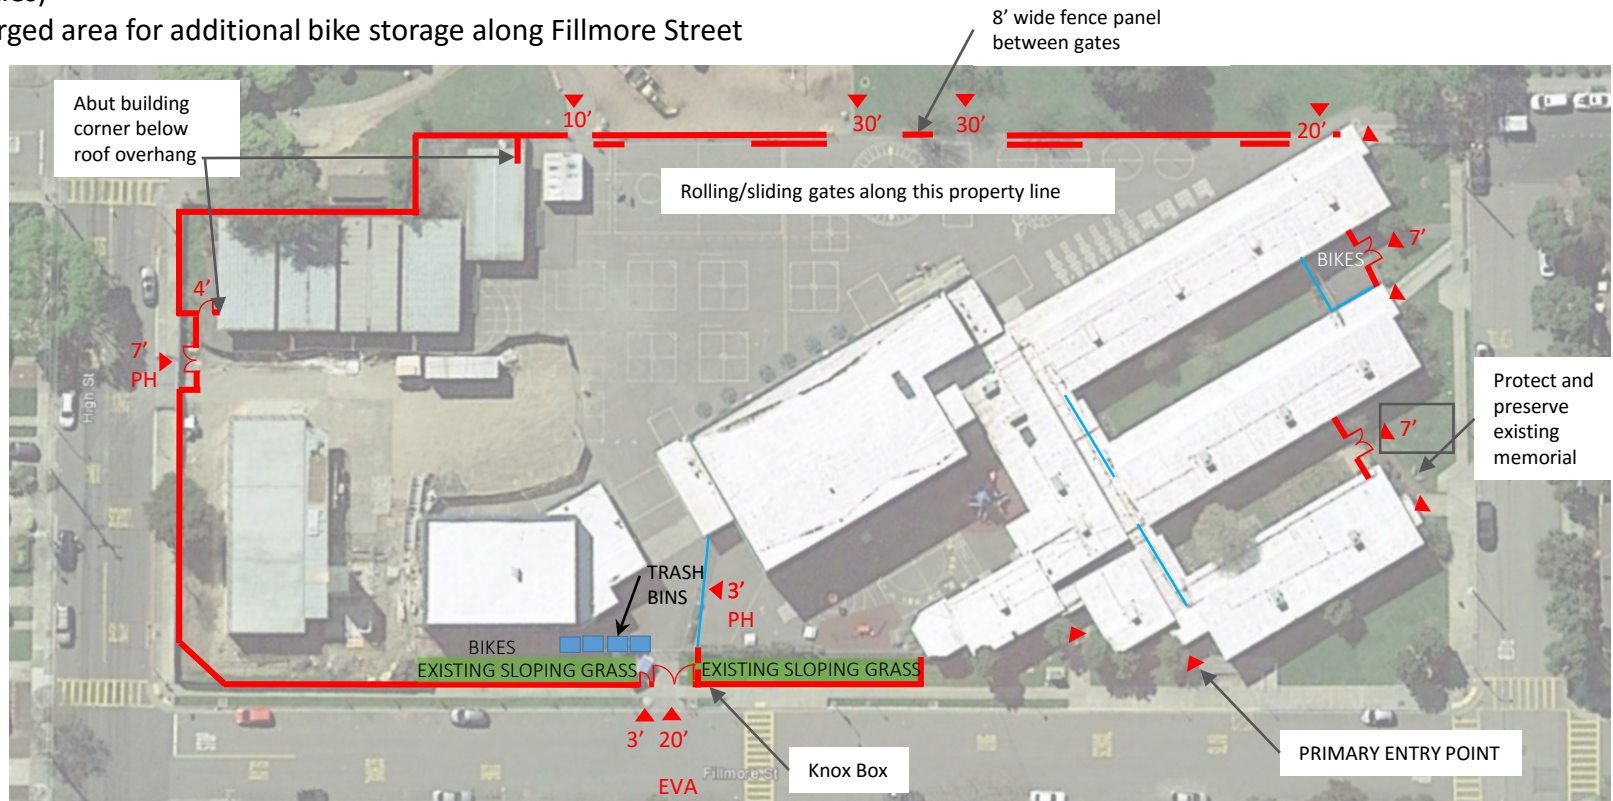 rged area for additional bike storage along Fillmore Street
8’ wide fence panel
between gates
Abut building
corner below
roof overhang
10’
30’
30’
20’
Rolling/sliding gates along this property line
7’
BIKES
4’
7’
PH
High St
Protect and
preserve
existing
memorial
7’
TRASH
BINS
3’
PH
BIKES
EXISTING SLOPING GRASS
EXISTING SLOPING GRASS
3’
20’
EVA
Fillmore St
Knox Box
PRIMARY ENTRY POINT